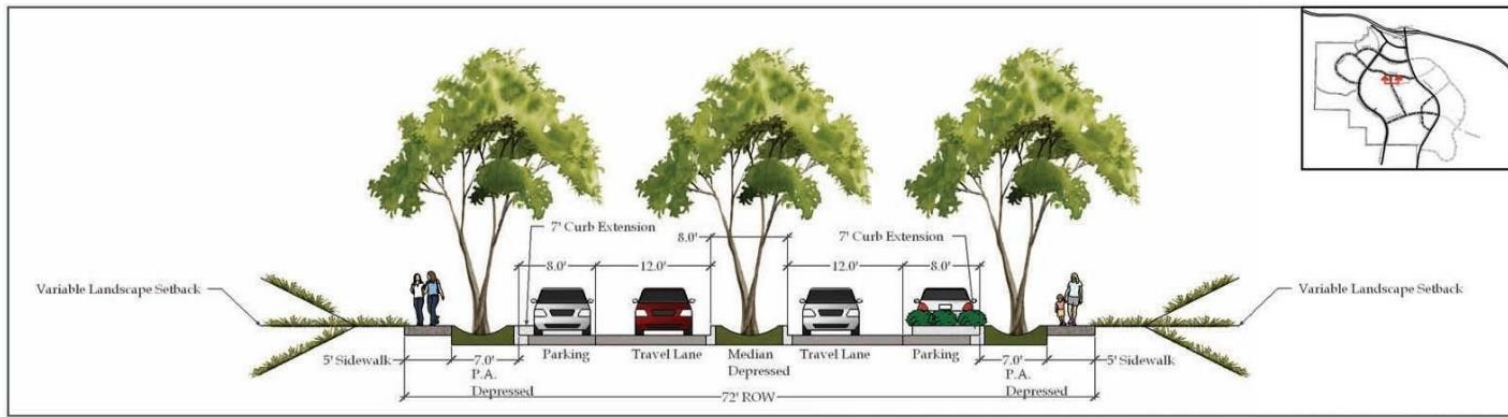 7' Curb Extension
8.0'
7' Curb Extension
8.0'
12.0'
12.0'
8.0'
Variable Landscape Setback
Variable Landscape Setback
5' Sidewalk
7.0'
P.A.
Depressed
Parking
Travel Lane
Median
Depressed
Travel Lane
Parking
7.0'
P.A.
Depressed
5' Sidewalk
72' ROW